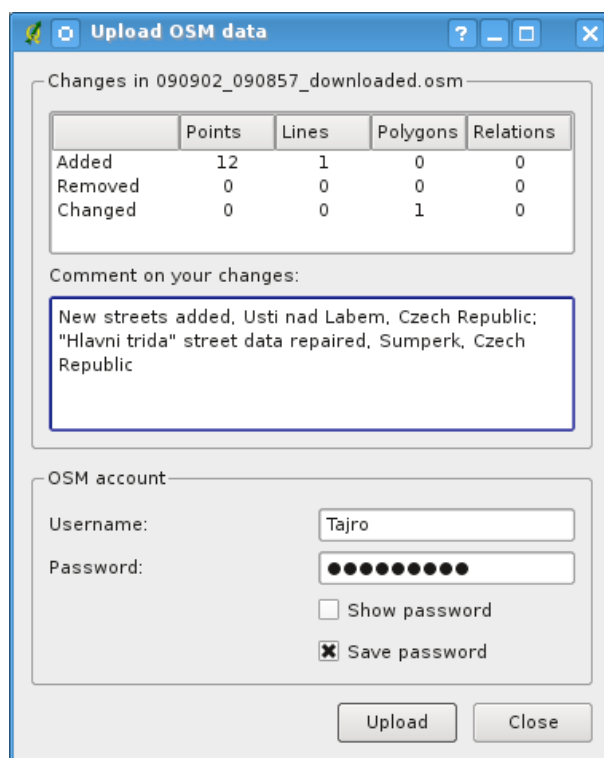 Upload OSM data
Changes in 090902_090857_downloaded.osm
Points Lines Polygons Relations
Added 12 1 0 0
Removed 0 0 0 0
Changed 0 0 1 0
Comment on your changes:
New streets added, Usti nad Labem, Czech Republic;
"Hlavni trida" street data repaired, Sumperk, Czech
Republic
OSM account
Username: Tajro
Password: ●●●●●●●●●
Show password
Save password
Upload Close